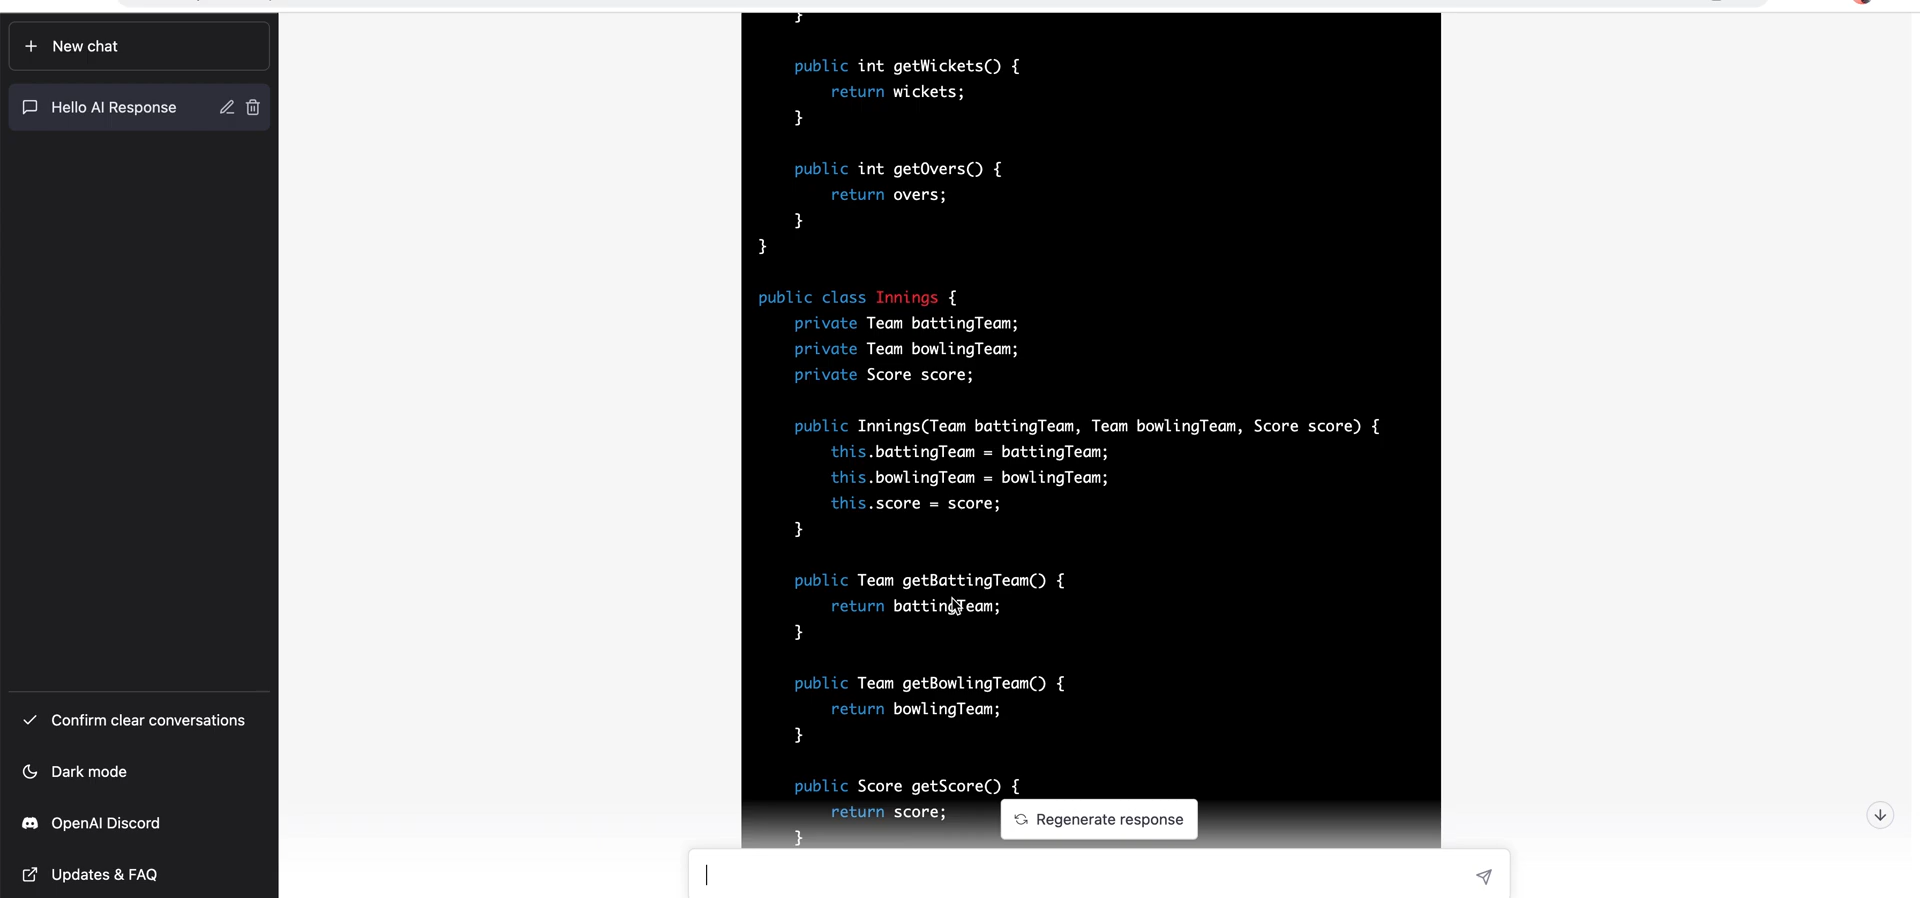 New chat
Hello AI Response
}
public int getWickets() {
return wickets;
}
public int getOvers() {
return overs;
}
}
public class Innings {
private Team battingTeam;
private Team bowlingTeam;
private Score score;
public Innings(Team battingTeam, Team bowlingTeam, Score score) {
this.battingTeam = battingTeam;
this.bowlingTeam = bowlingTeam;
this.score = score;
}
public Team getBattingTeam() {
return battingTeam;
}
public Team getBowlingTeam() {
return bowlingTeam;
}
public Score getScore() {
return score;
}
Regenerate response
Confirm clear conversations
Dark mode
OpenAI Discord
Updates & FAQ